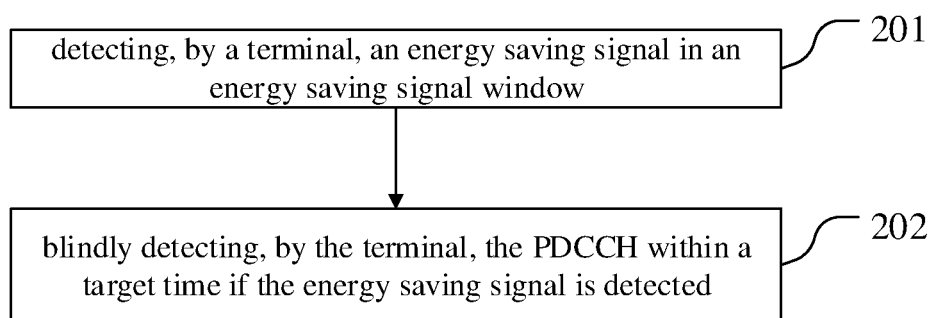 detecting, by a terminal, an energy saving signal in an
energy saving signal window
201
blindly detecting, by the terminal, the PDCCH within a
target time if the energy saving signal is detected
202